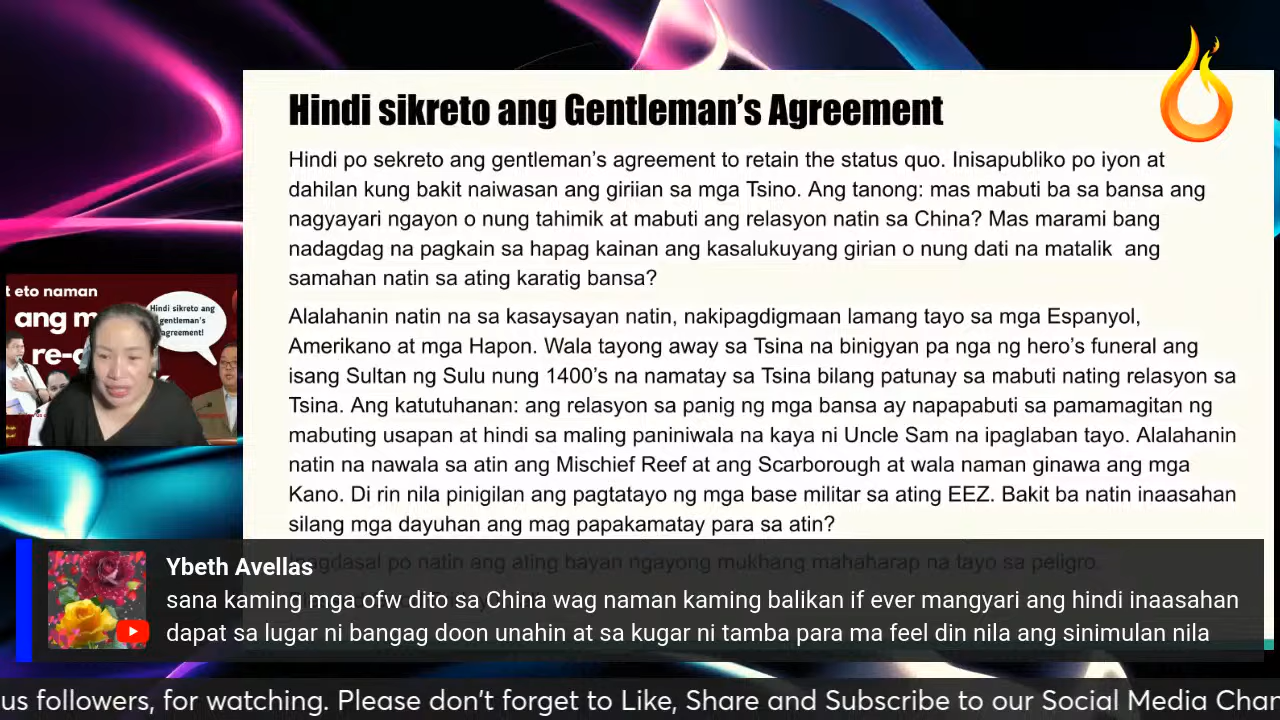 Hindi sikreto ang Gentleman’s Agreement
Hindi po sekreto ang gentleman’s agreement to retain the status quo. Inisapubliko po iyon at
dahilan kung bakit naiwasan ang giriian sa mga Tsino. Ang tanong: mas mabuti ba sa bansa ang
nagyayari ngayon o nung tahimik at mabuti ang relasyon natin sa China? Mas marami bang
nadagdag na pagkain sa hapag kainan ang kasalukuyang girian o nung dati na matalik ang
samahan natin sa ating karatig bansa?
Alalahanin natin na sa kasaysayan natin, nakipagdigmaan lamang tayo sa mga Espanyol,
Amerikano at mga Hapon. Wala tayong away sa Tsina na binigyan pa nga ng hero’s funeral ang
isang Sultan ng Sulu nung 1400’s na namatay sa Tsina bilang patunay sa mabuti nating relasyon sa
Tsina. Ang katutuhanan: ang relasyon sa panig ng mga bansa ay napapabuti sa pamamagitan ng
mabuting usapan at hindi sa maling paniniwala na kaya ni Uncle Sam na ipaglaban tayo. Alalahanin
natin na nawala sa atin ang Mischief Reef at ang Scarborough at wala naman ginawa ang mga
Kano. Di rin nila pinigilan ang pagtatayo ng mga base militar sa ating EEZ. Bakit ba natin inaasahan
silang mga dayuhan ang mag papakamatay para sa atin?
po natin ang ating bayan ngayong mukhang mahaharap na tayo sa peligro.
t eto naman
ang m
re-
Hindi sikreto ang
gentleman's
agreement!
Ybeth Avellas
sana kaming mga ofw dito sa China wag naman kaming balikan if ever mangyari ang hindi inaasahan
dapat sa lugar ni bangag doon unahin at sa kugar ni tamba para ma feel din nila ang sinimulan nila
us followers, for watching. Please don't forget to Like, Share and Subscribe to our Social Media Char